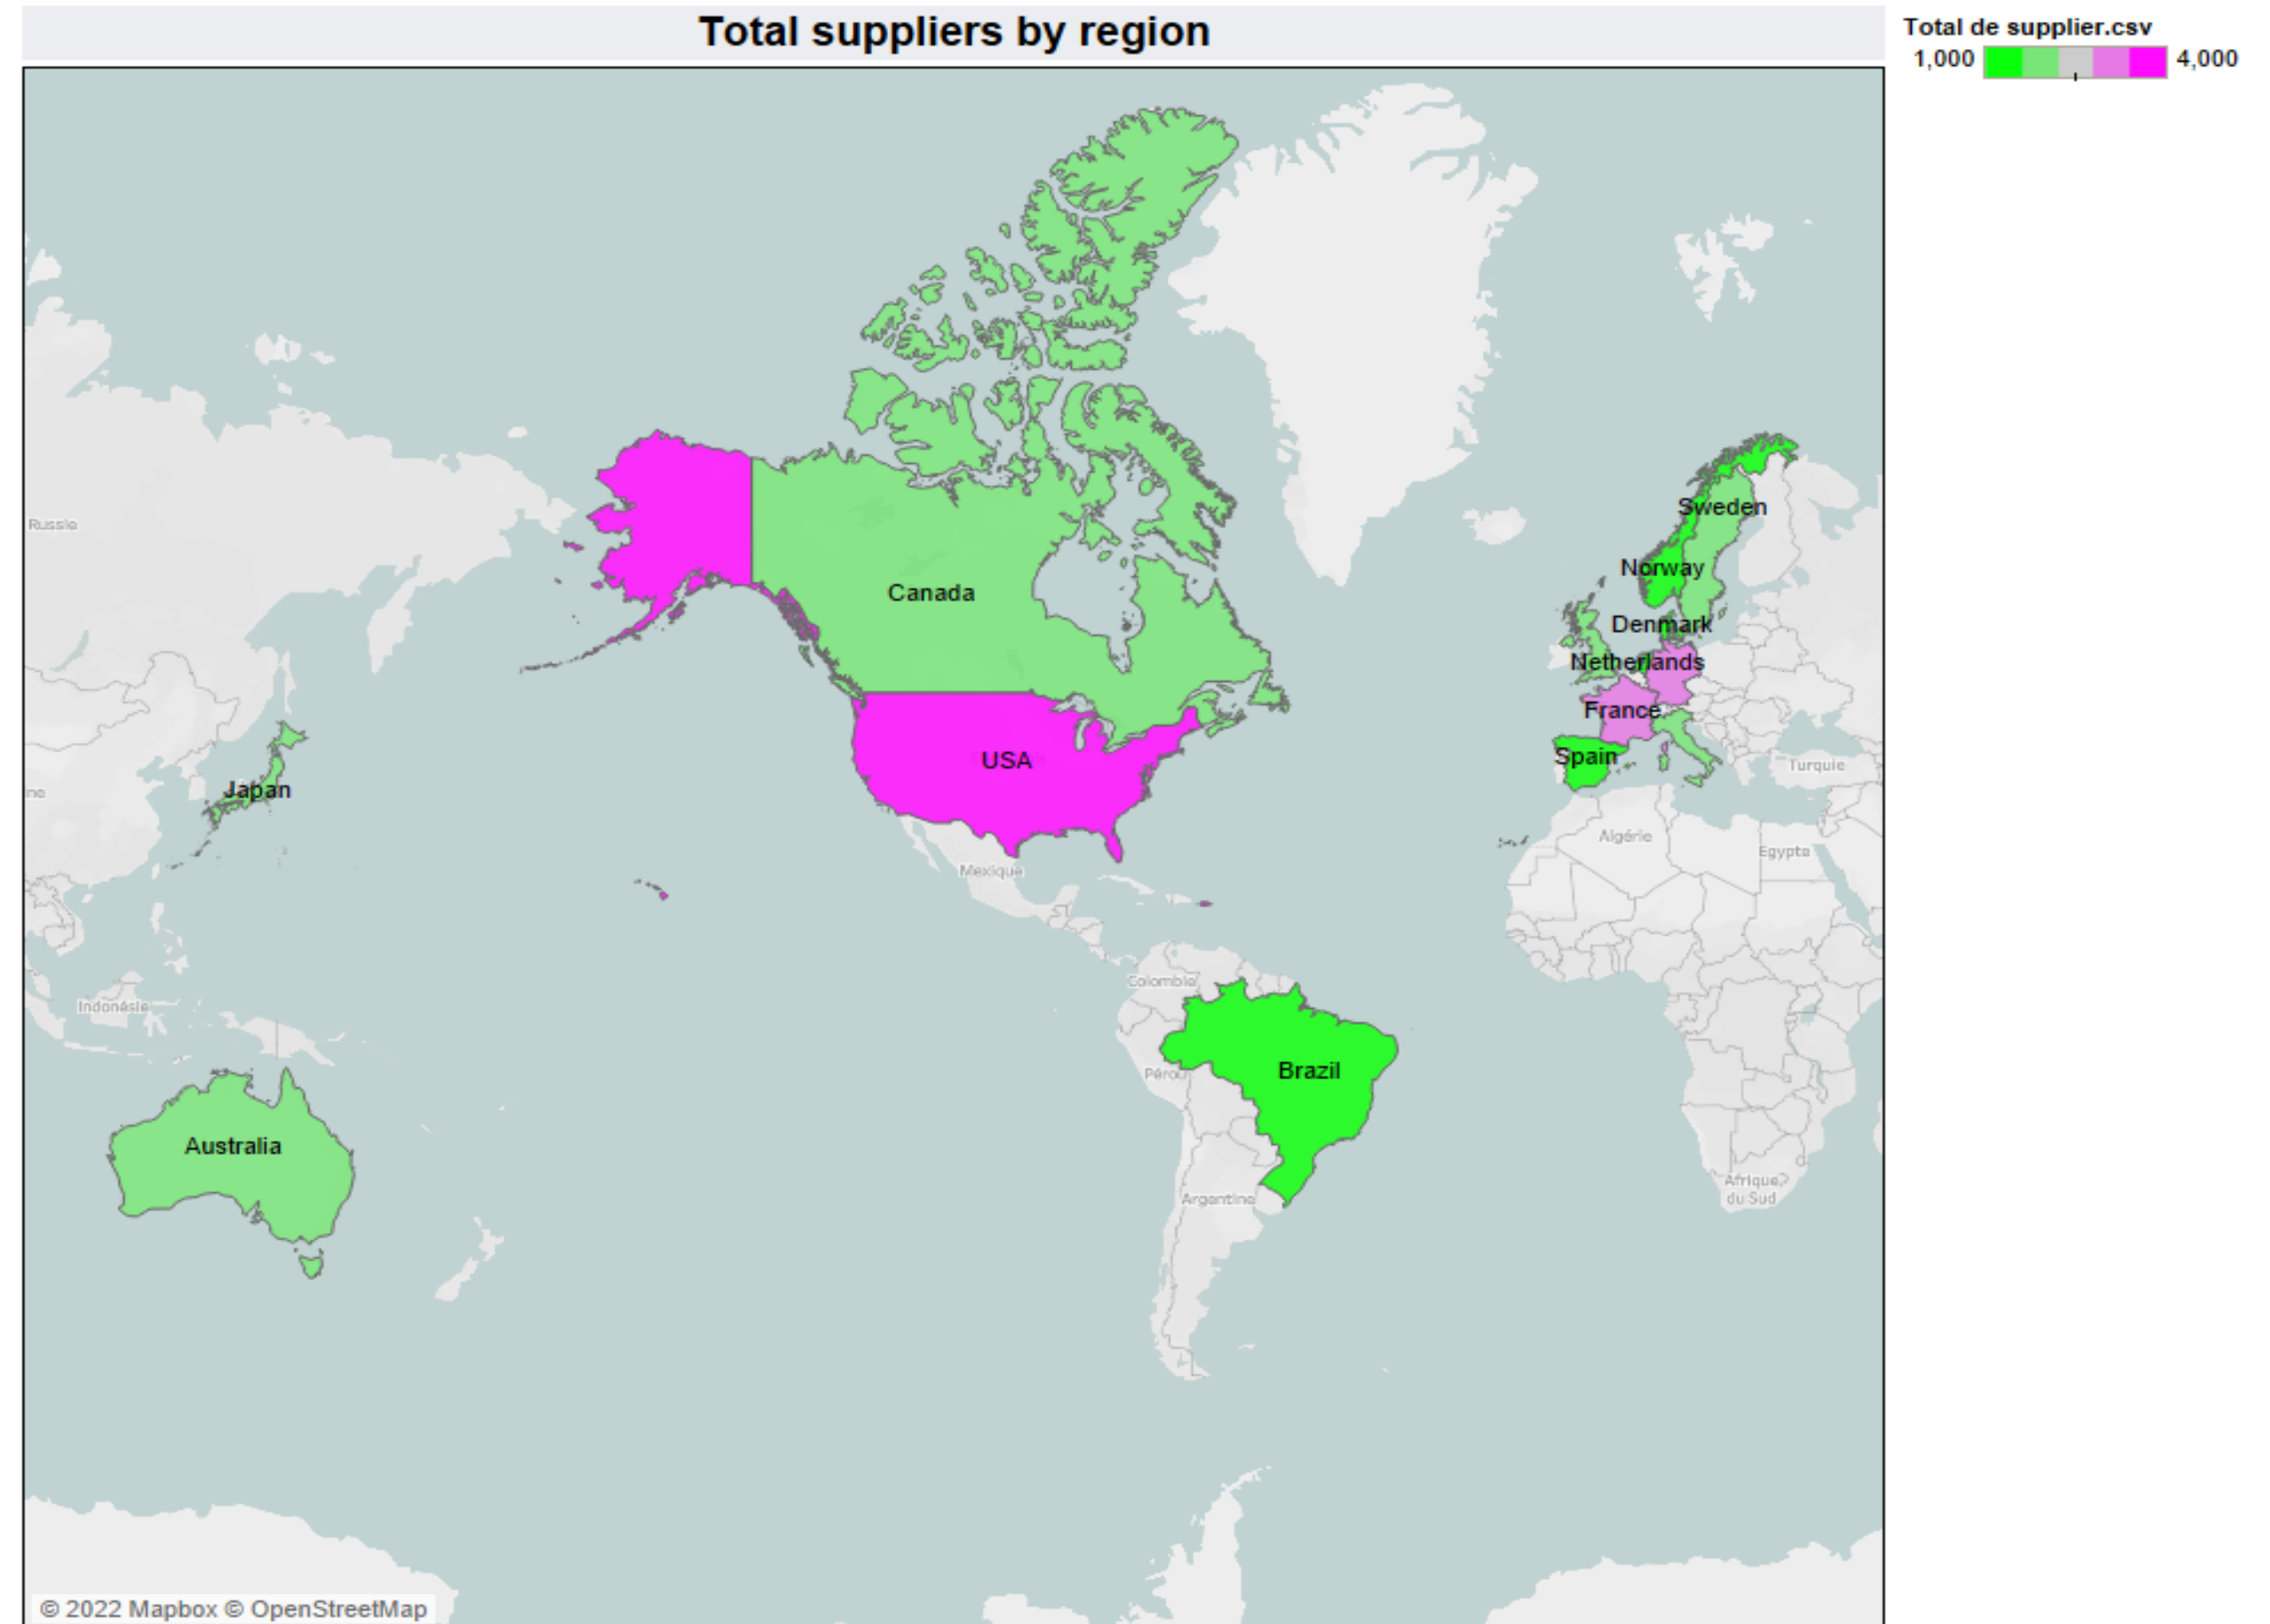 Total suppliers by region
Total de supplier.csv
1,000
4,000
Russie
Sweden
Norway
Canada
Denmark
Netherlands
France
USA
Spain
Turquie
Japan
ne
Algérie
Egypte
Mexique
Colombie
Indonésie
Brazil
Pérou
Australia
Argentine
Afrique
du Sud
© 2022 Mapbox © OpenStreetMap